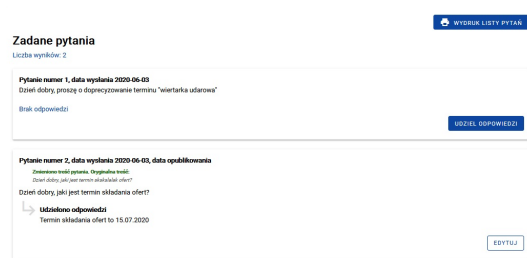 WYDRUK LISTY PYTAŃ
Zadane pytania
Liczba wyników: 2
Pytanie numer 1, data wysłania 2020-06-03
Dzień dobry, proszę o doprecyzowanie terminu "wiertarka udarowa"
Brak odpowiedzi
UDZIEL ODPOWIEDZI
Pytanie numer 2, data wysłania 2020-06-03, data opublikowania
Zmieniono treść pytania. Oryginalna treść:
Dzień dobry, jaki jest termin ofert?
Dzień dobry, jaki jest termin składania ofert?
Udzielono odpowiedzi
Termin składania ofert to 15.07.2020
EDYTUJ